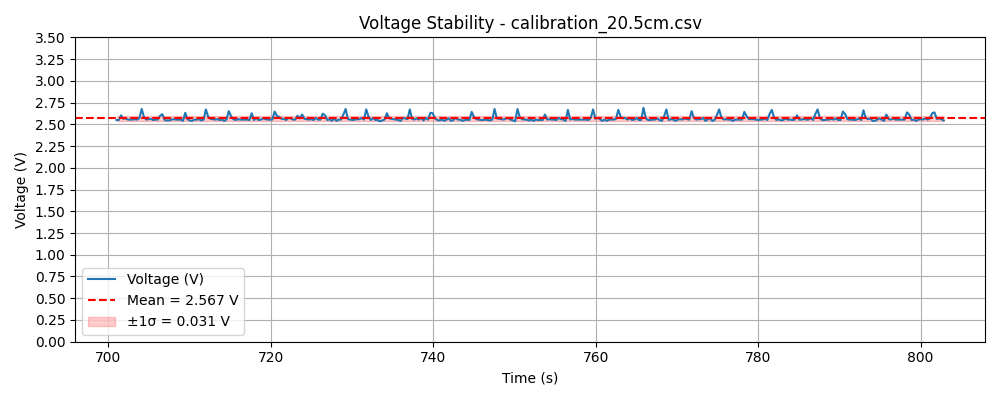 Voltage Stability - calibration_20.5cm.csv
Voltage (V)
3.50
3.25
3.00
2.75
2.50
2.25
2.00
1.75
1.50
1.25
1.00
0.75
0.50
0.25
0.00
Voltage (V)
Mean = 2.567 V
±1σ = 0.031 V
700 720 740 760 780 800
Time (s)